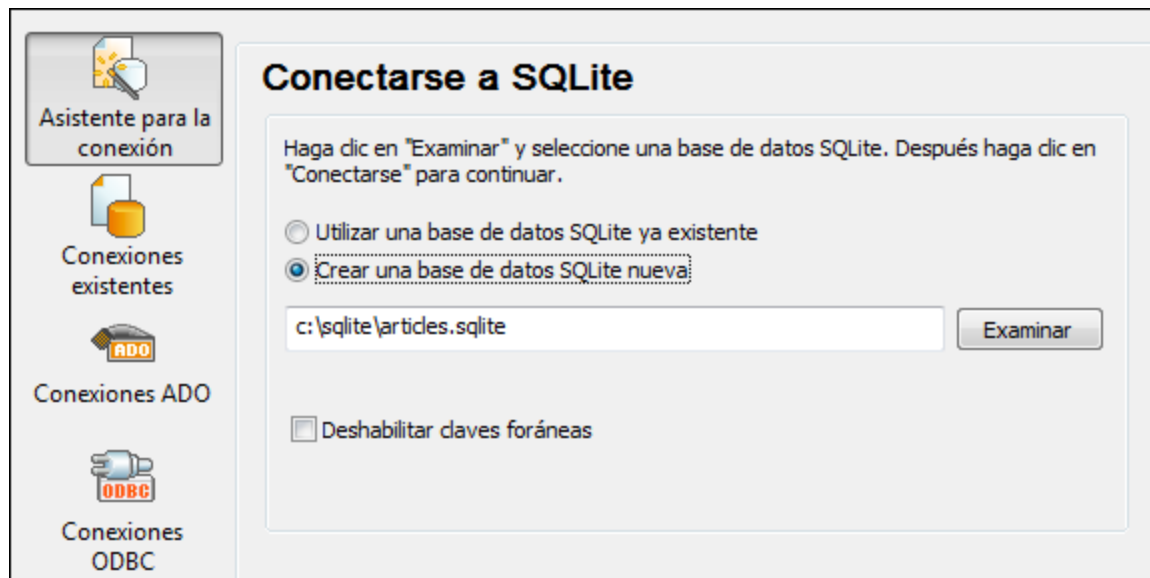 Asistente para la
conexión
Conexiones
existentes
ADO
Conexiones ADO
ODBC
Conexiones
ODBC
Conectarse a SQLite
Haga clic en "Examinar" y seleccione una base de datos SQLite. Después haga clic en
"Conectarse" para continuar.
Utilizar una base de datos SQLite ya existente
Crear una base de datos SQLite nueva
c:\sqlite\articles.sqlite
Examinar
Deshabilitar claves foráneas